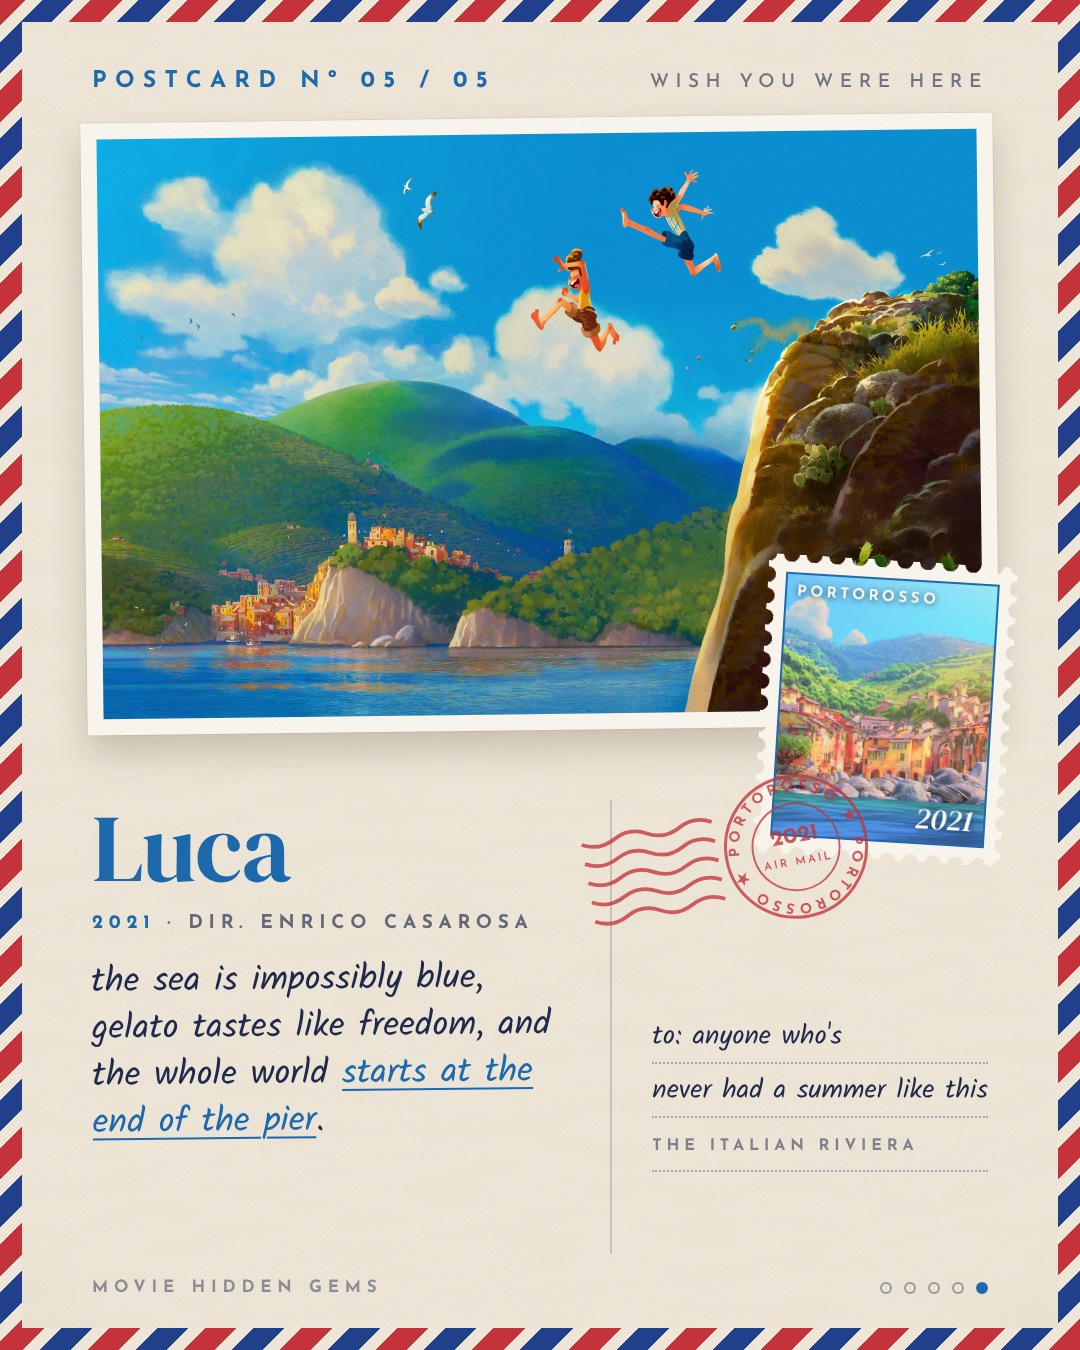 POSTCARD N° 05 / 05
WISH YOU WERE HERE
PORTOROSSO
2021
PORTOROSSO ★ PORTOROSSO ★
2021
AIR MAIL
Luca
2021 · DIR. ENRICO CASAROSA
the sea is impossibly blue,
gelato tastes like freedom, and
the whole world starts at the
end of the pier.
to: anyone who's
never had a summer like this
THE ITALIAN RIVIERA
MOVIE HIDDEN GEMS